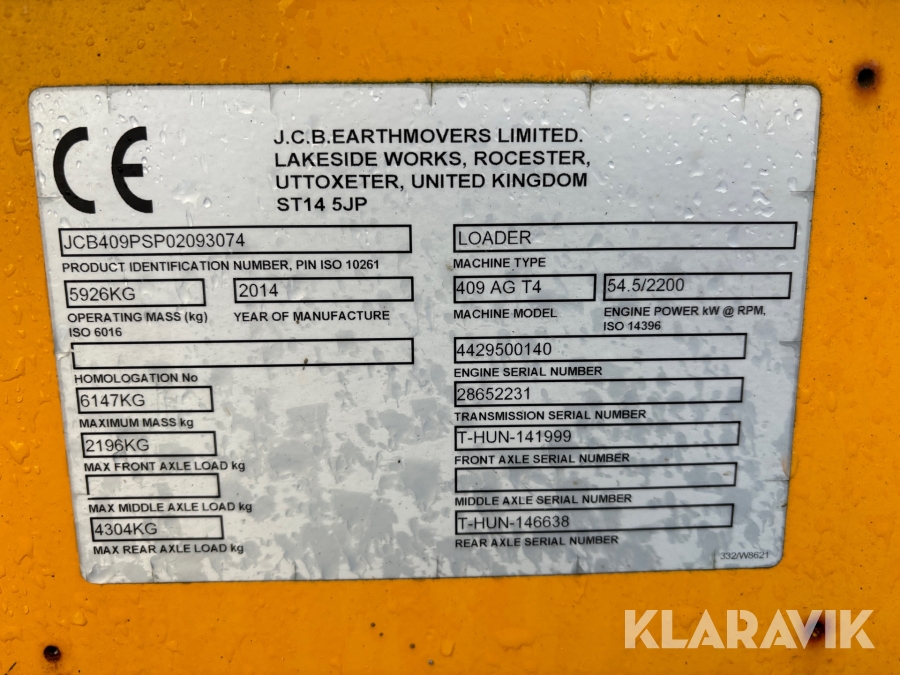 CE
J.C.B.EARTHMOVERS LIMITED.
LAKESIDE WORKS, ROCESTER,
UTTOXETER, UNITED KINGDOM
ST14 5JP
JCB409PSP02093074
PRODUCT IDENTIFICATION NUMBER, PIN ISO 10261
5926KG
OPERATING MASS (kg)
ISO 6016
2014
YEAR OF MANUFACTURE
HOMOLOGATION No
6147KG
MAXIMUM MASS kg
2196KG
MAX FRONT AXLE LOAD kg
MAX MIDDLE AXLE LOAD kg
4304KG
MAX REAR AXLE LOAD kg
LOADER
MACHINE TYPE
409 AG T4
MACHINE MODEL
54.5/2200
ENGINE POWER kW @ RPM,
ISO 14396
4429500140
ENGINE SERIAL NUMBER
28652231
TRANSMISSION SERIAL NUMBER
T-HUN-141999
FRONT AXLE SERIAL NUMBER
MIDDLE AXLE SERIAL NUMBER
T-HUN-146638
REAR AXLE SERIAL NUMBER
332/W8621
KLARAVIK